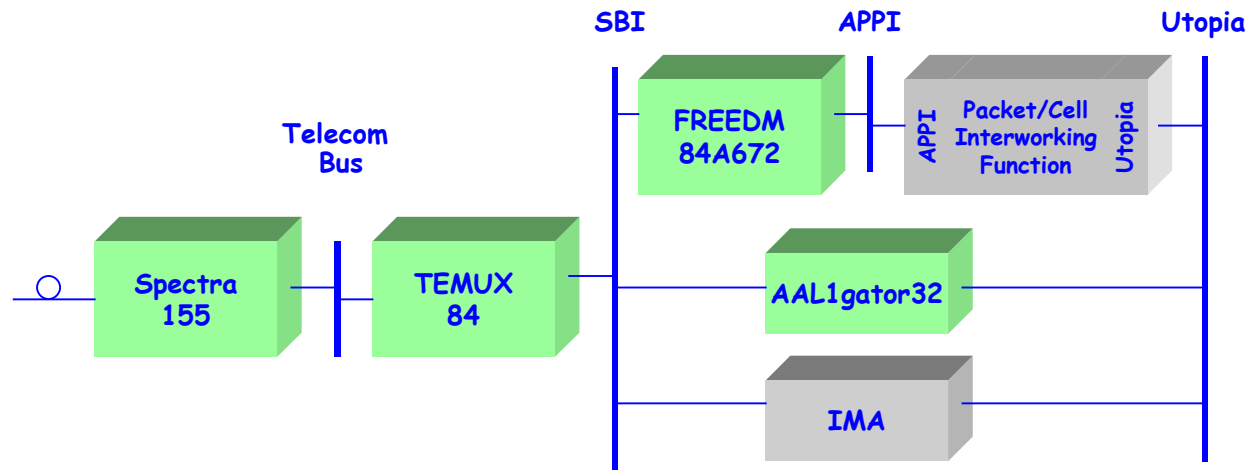 SBI
APPI
Utopia
Telecom
Bus
FREEDM
84A672
APPI
Packet/Cell
Interworking
Function
Utopia
Spectra
155
TEMUX
84
AAL1gator32
IMA